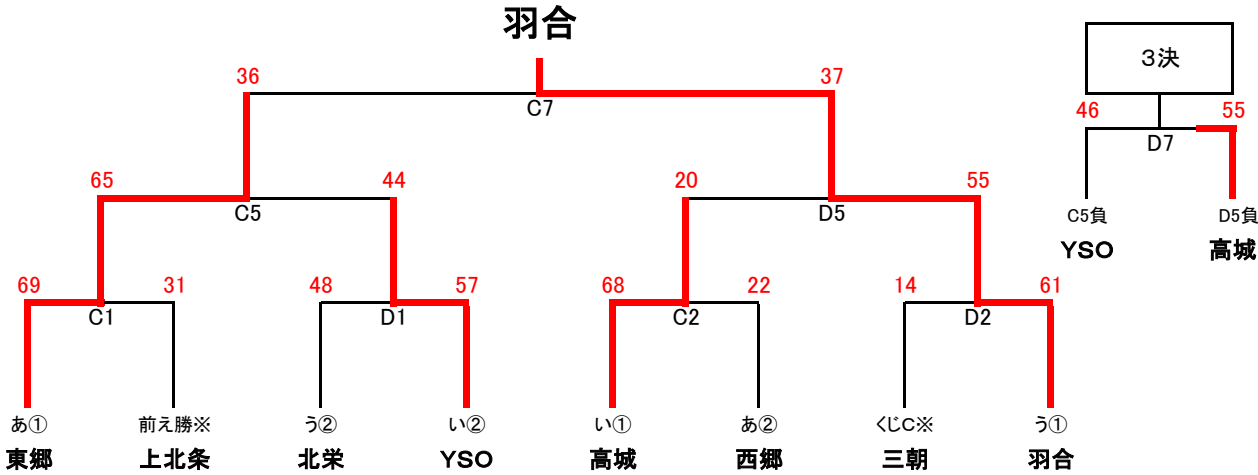 羽合
36
37
C7
65
44
20
55
C5
D5
69
31
48
57
68
22
14
61
C1
D1
C2
D2
あ①
前え勝※
う②
い②
い①
あ②
くじC※
う①
東郷
上北条
北栄
YSO
高城
西郷
三朝
羽合
3決
46
55
D7
C5負
D5負
YSO
高城